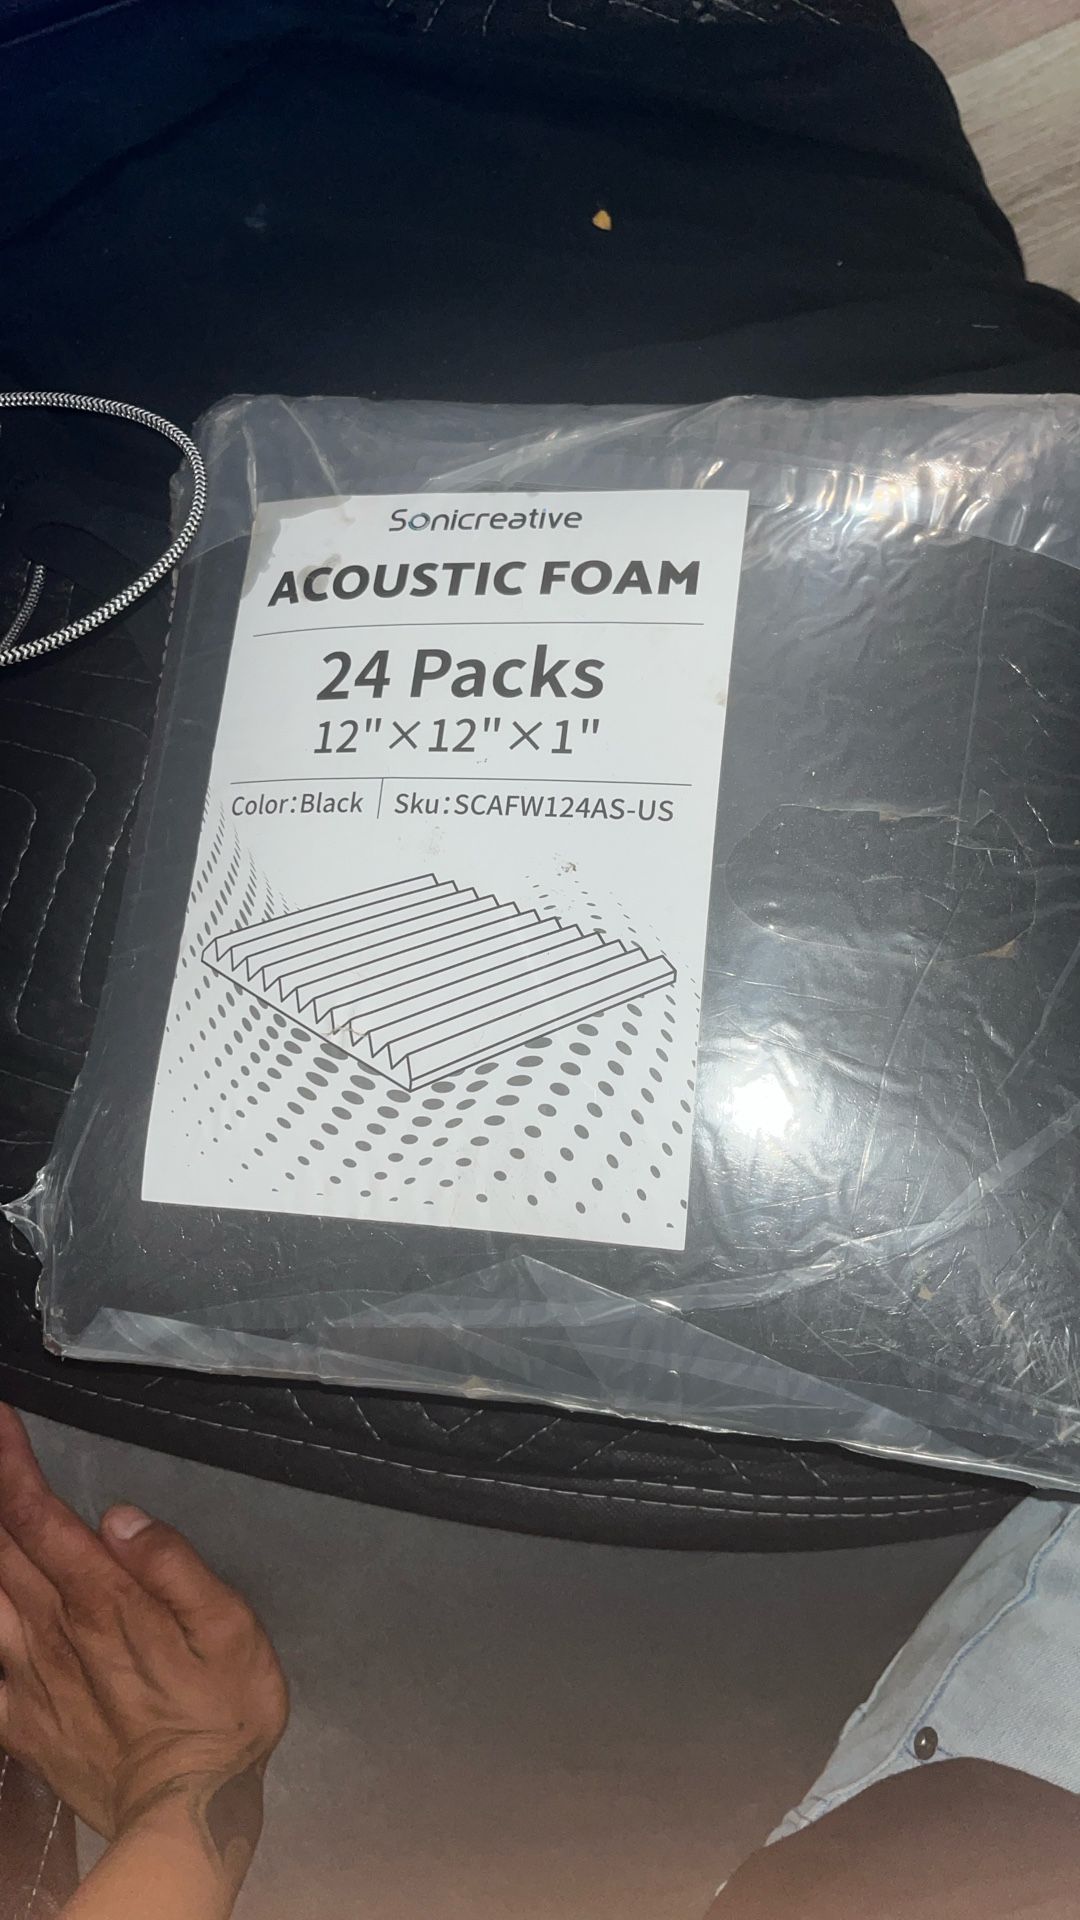 Sonicreative
ACOUSTIC FOAM
24 Packs
12"×12"×1"
Color:Black | Sku:SCAFW124AS-US